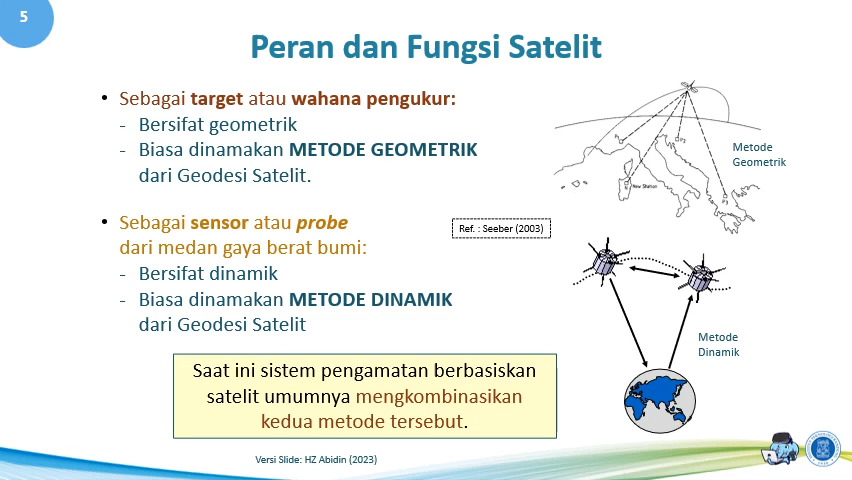 5
Peran dan Fungsi Satelit
• Sebagai target atau wahana pengukur:
- Bersifat geometrik
- Biasa dinamakan METODE GEOMETRIK
dari Geodesi Satelit.
• Sebagai sensor atau probe
dari medan gaya berat bumi:
- Bersifat dinamik
- Biasa dinamakan METODE DINAMIK
dari Geodesi Satelit
Saat ini sistem pengamatan berbasiskan
satelit umumnya mengkombinasikan
kedua metode tersebut.
Metode
Geometrik
New Station
Ref. : Seeber (2003)
Metode
Dinamik
Versi Slide: HZ Abidin (2023)